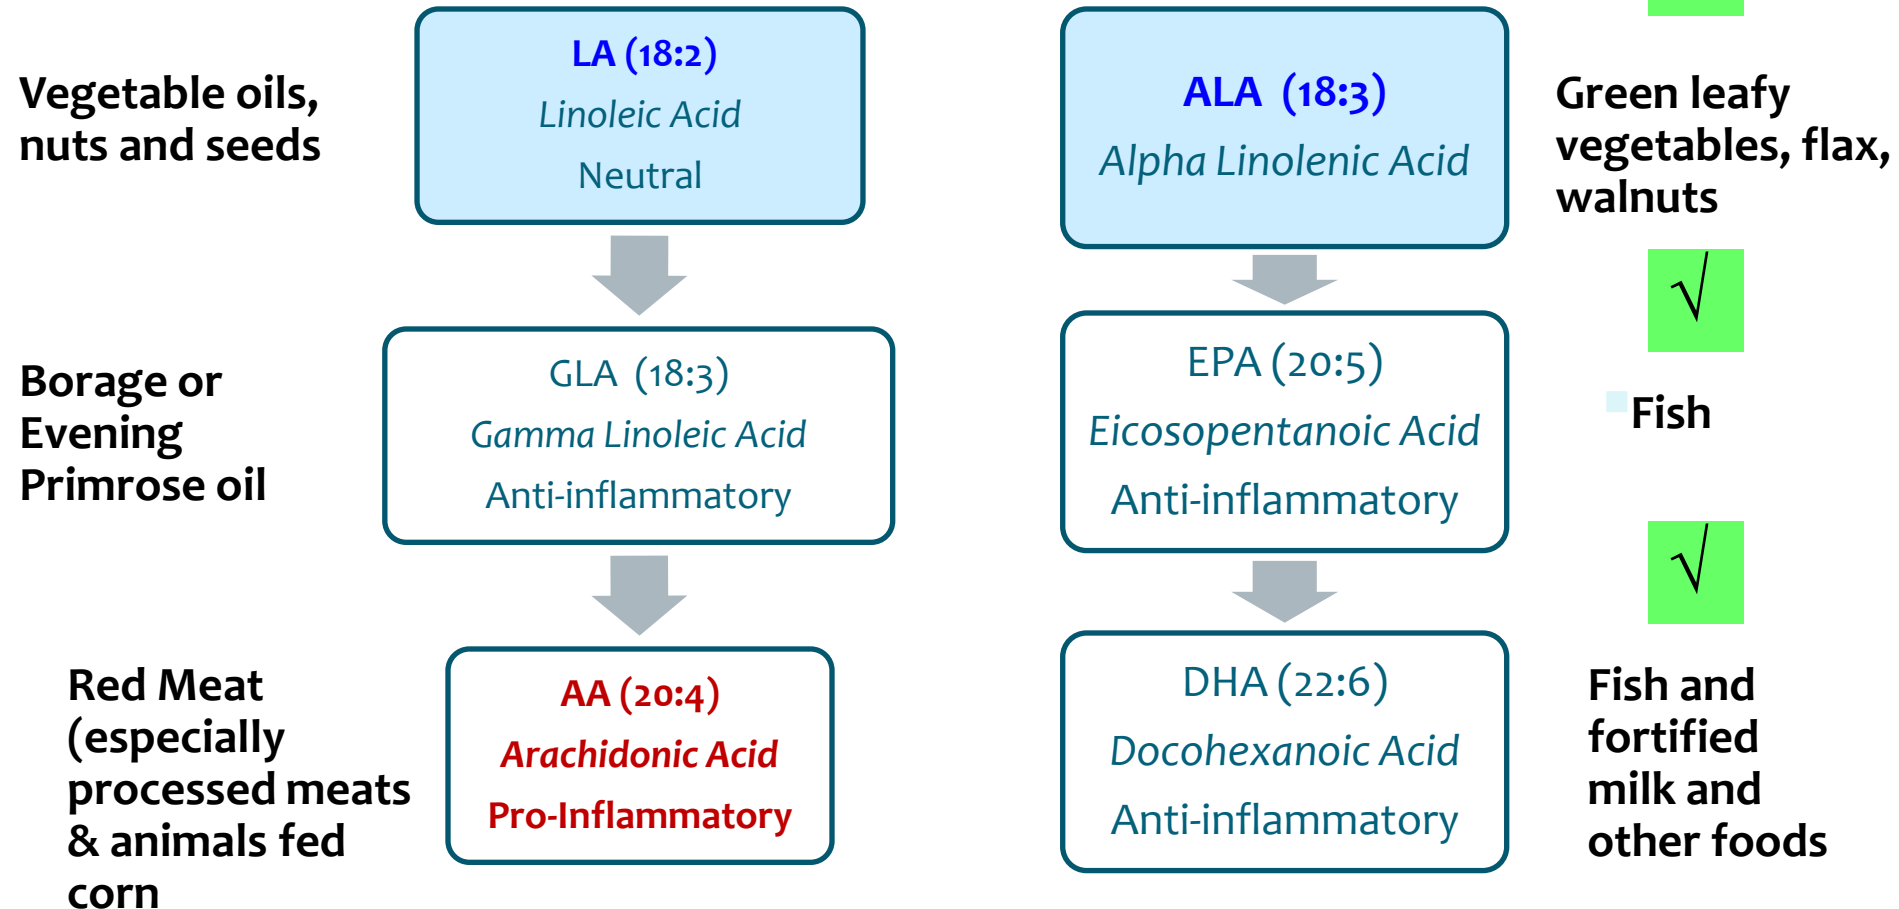 Vegetable oils,
nuts and seeds
LA (18:2)
Linoleic Acid
Neutral
ALA (18:3)
Alpha Linolenic Acid
Green leafy
vegetables, flax,
walnuts
Borage or
Evening
Primrose oil
GLA (18:3)
Gamma Linoleic Acid
Anti-inflammatory
EPA (20:5)
Eicosopentanoic Acid
Anti-inflammatory
√
Fish
Red Meat
(especially
processed meats
& animals fed
corn
AA (20:4)
Arachidonic Acid
Pro-Inflammatory
DHA (22:6)
Docohexanoic Acid
Anti-inflammatory
√
Fish and
fortified
milk and
other foods